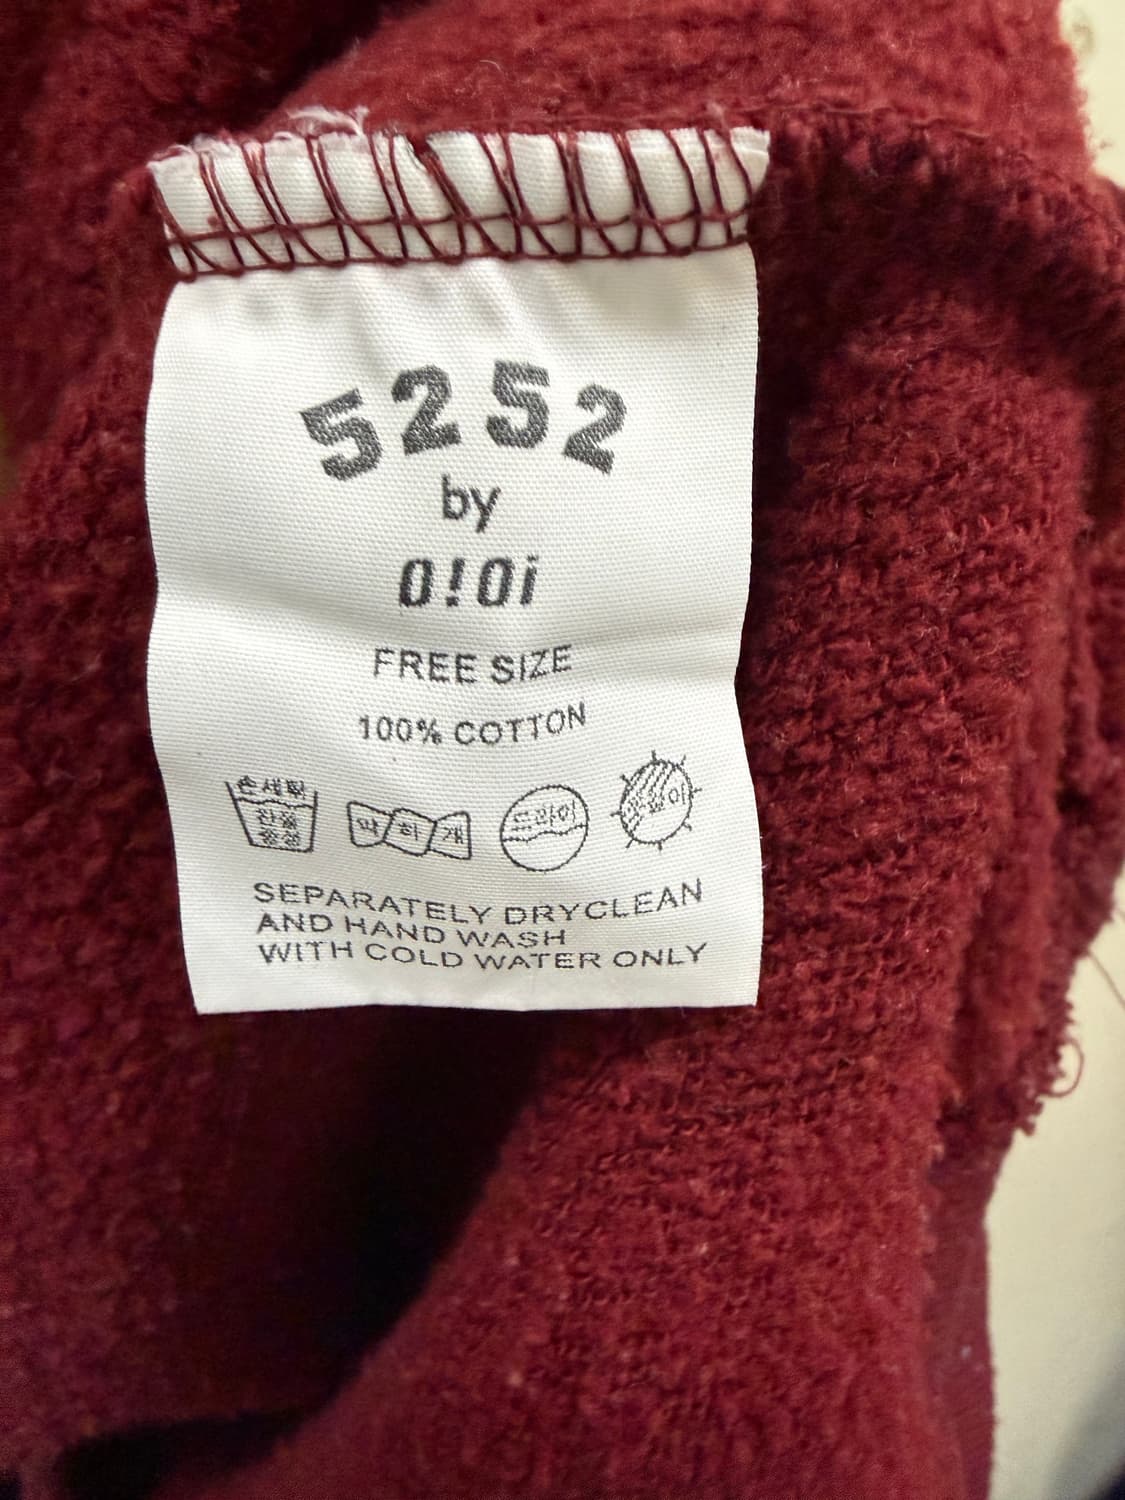 5252
by
O!Oi
FREE SIZE
100% COTTON
손세탁
약하게
드라이
SEPARATELY DRYCLEAN
AND HAND WASH
WITH COLD WATER ONLY